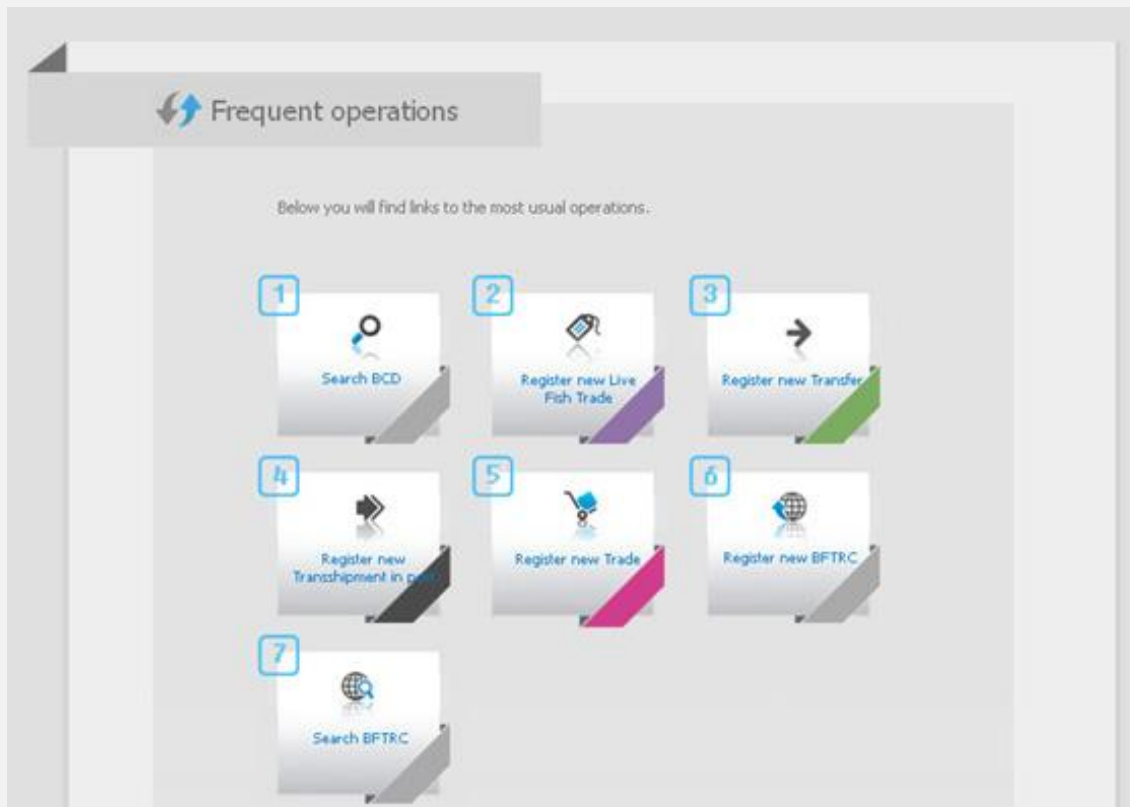 Frequent operations
Below you will find links to the most usual operations.
1
2
3
Search BCD
Register new Live
Fish Trade
Register new Transfer
4
5
6
Register new
Transshipment in
Register new Trade
Register new BFTRC
7
Search BFTRC